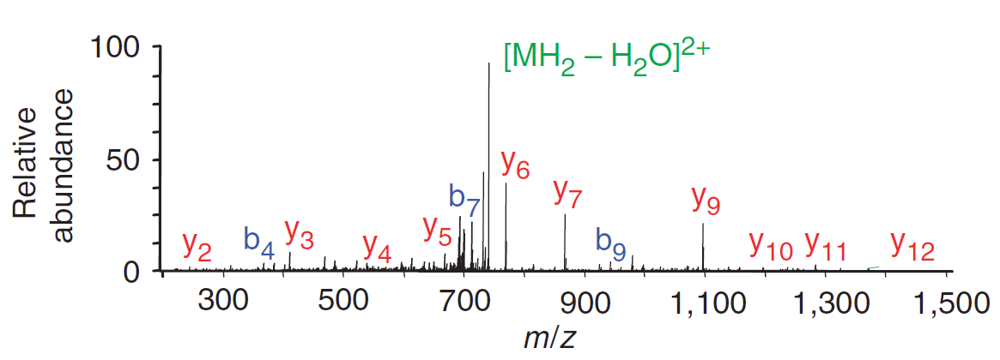 100
[MH₂ – H₂O]²⁺
Relative
abundance
50
y₆
b₇
y₇
y₉
y₂
b₄
y₃
y₄
y₅
b₉
y₁₀
y₁₁
y₁₂
0
300 500 700 900 1,100 1,300 1,500
m/z